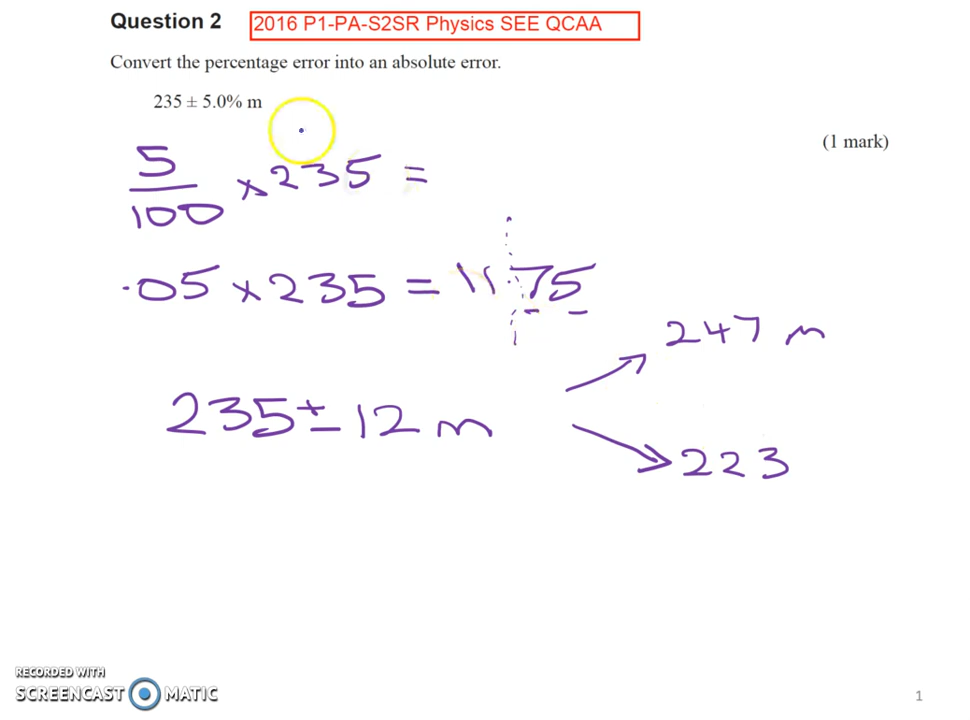 Question 2 2016 P1-PA-S2SR Physics SEE QCAA
Convert the percentage error into an absolute error.
235 ± 5.0% m
(1 mark)
5
100 × 235 =
.05 × 235 = 11.75
247 m
235 ± 12 m
223
RECORDED WITH
SCREENCAST MATIC
1